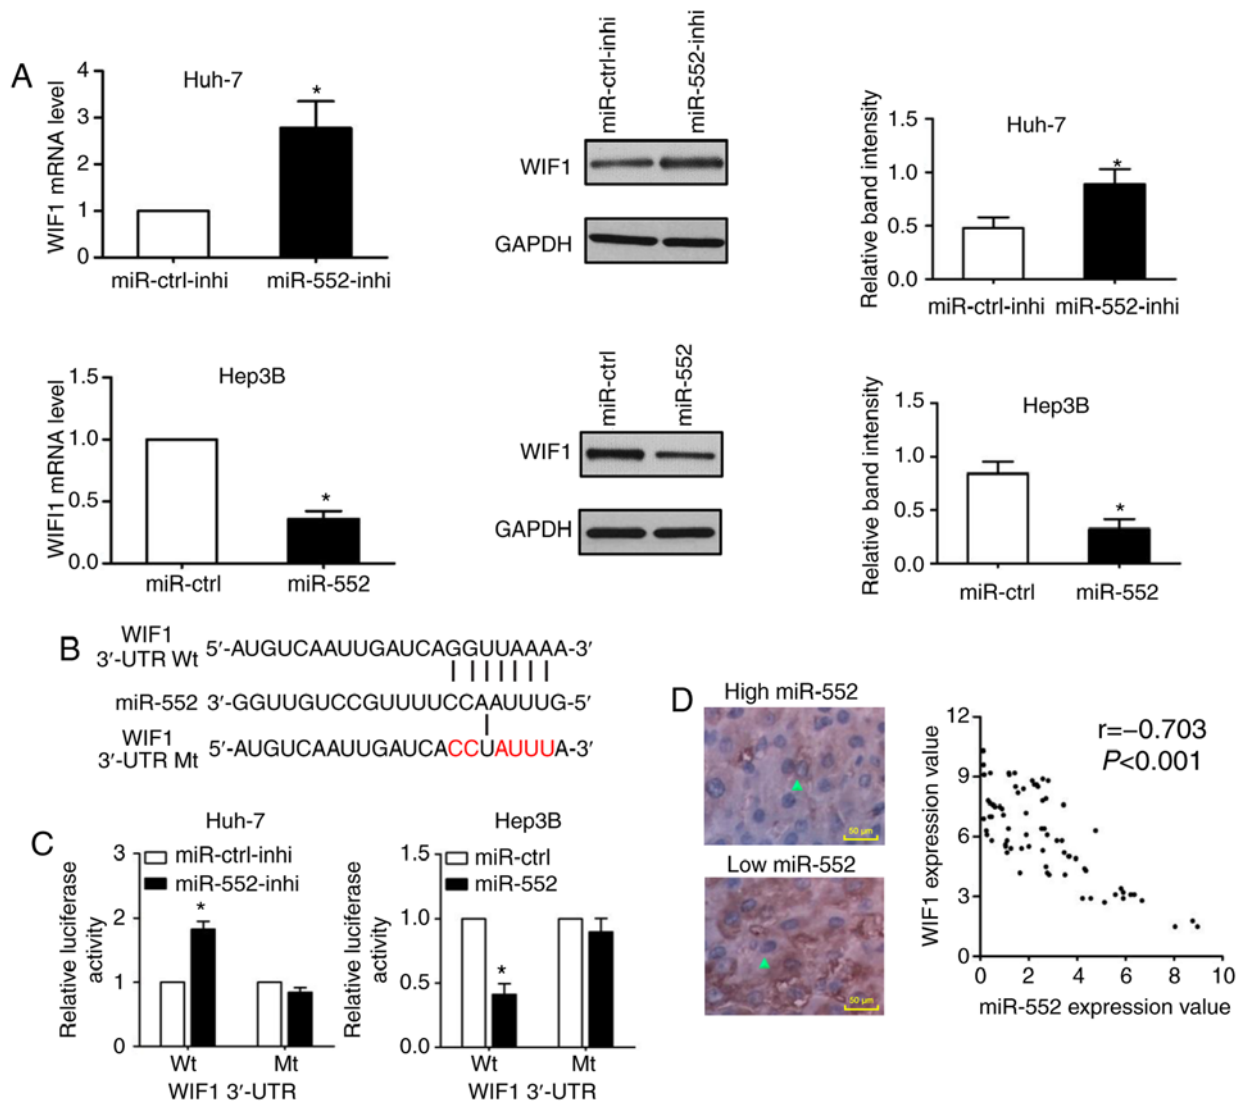 A
Huh-7
WIF1 mRNA level
4
3
2
1
0
*
miR-ctrl-inhi
miR-552-inhi
miR-ctrl-inhi
miR-552-inhi
WIF1
GAPDH
Huh-7
Relative band intensity
1.5
1.0
0.5
0.0
*
miR-ctrl-inhi
miR-552-inhi
Hep3B
WIFI1 mRNA level
1.5
1.0
0.5
0.0
*
miR-ctrl
miR-552
miR-ctrl
miR-552
WIF1
GAPDH
Hep3B
Relative band intensity
1.5
1.0
0.5
0.0
*
miR-ctrl
miR-552
B
WIF1
3′-UTR Wt
5′-AUGUCAAUUGAUCAGGUUAAAA-3′
miR-552
3′-GGUUGUCCGUUUUCCAAUUUG-5′
WIF1
3′-UTR Mt
5′-AUGUCAAUUGAUCACCUAUUUA-3′
C
Huh-7
Relative luciferase
activity
3
2
1
0
miR-ctrl-inhi
miR-552-inhi
*
Wt
Mt
WIF1 3′-UTR
Hep3B
Relative luciferase
activity
1.5
1.0
0.5
0.0
miR-ctrl
miR-552
*
Wt
Mt
WIF1 3′-UTR
D
High miR-552
50 μm
Low miR-552
50 μm
WIF1 expression value
12
9
6
3
0
r=−0.703
P<0.001
0 2 4 6 8 10
miR-552 expression value